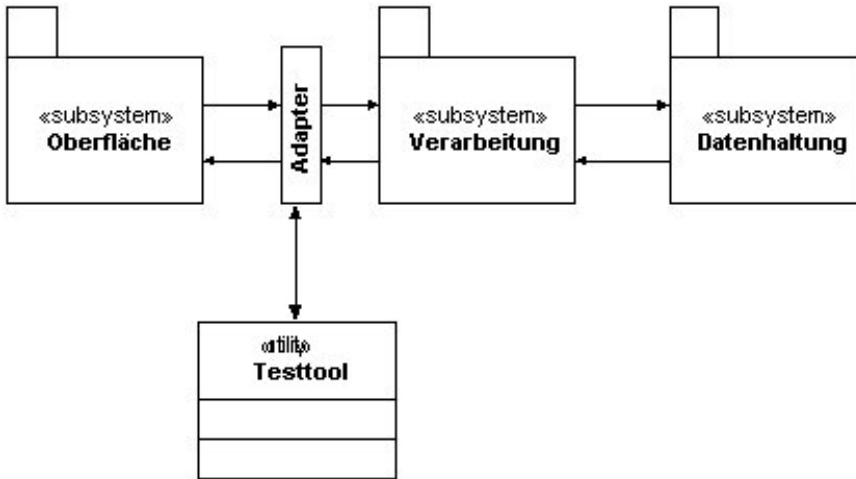 «subsystem»
Oberfläche
Adapter
«subsystem»
Verarbeitung
«subsystem»
Datenhaltung
«utility»
Testtool